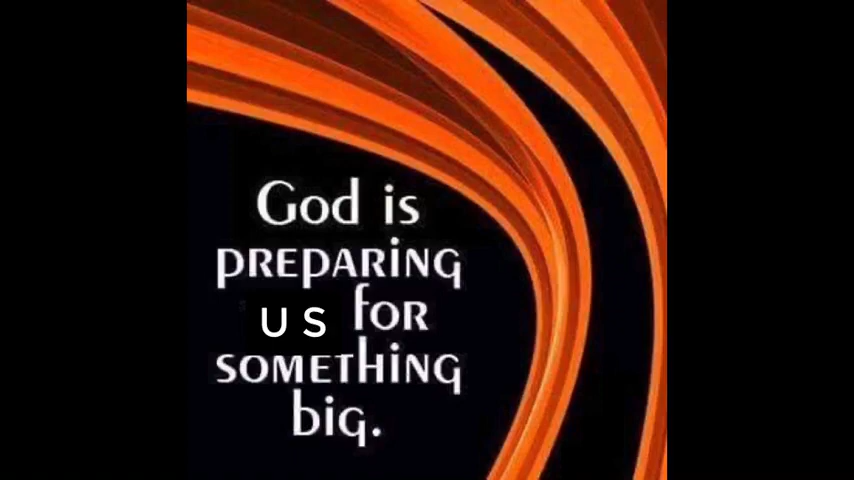 God is
PREPARING
US FOR
SOMETHING
big.